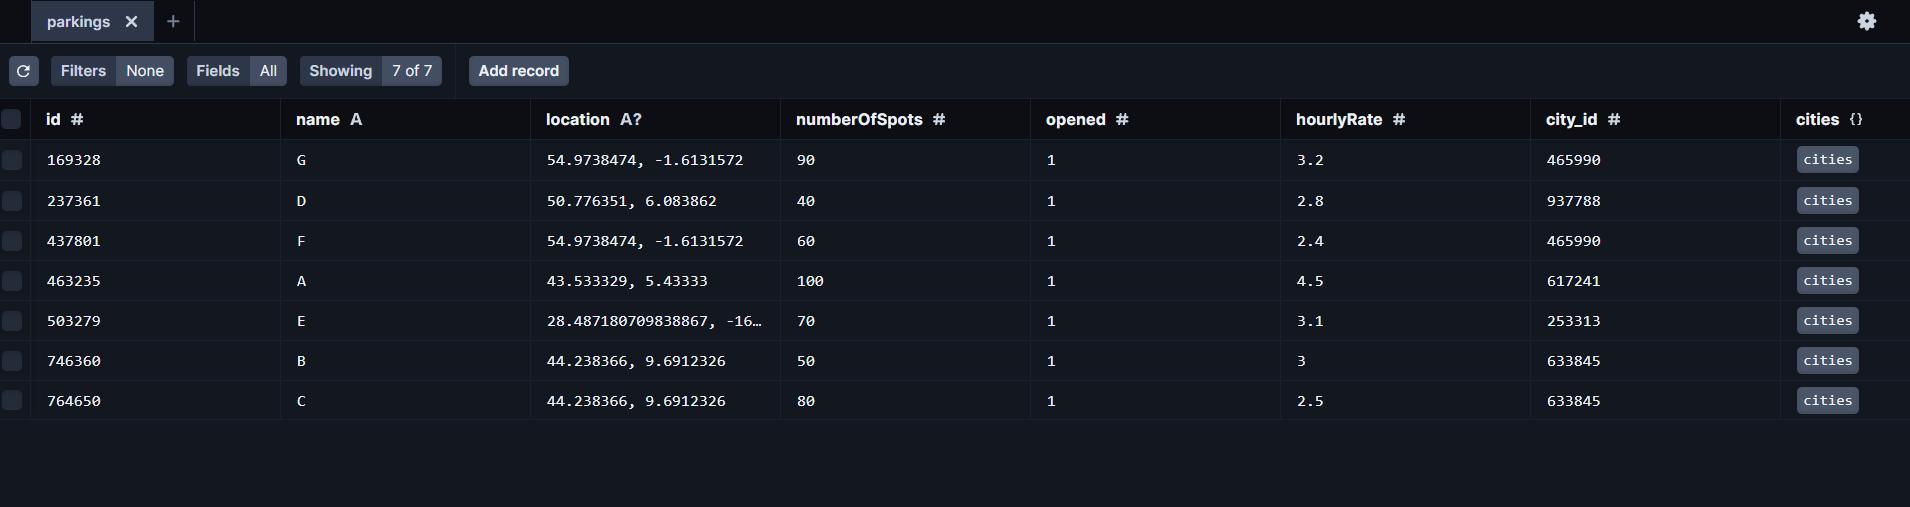 parkings
Filters None Fields All Showing 7 of 7 Add record
id # name A location A? numberOfSpots # opened # hourlyRate # city_id # cities {}
169328 G 54.9738474, -1.6131572 90 1 3.2 465990 cities
237361 D 50.776351, 6.083862 40 1 2.8 937788 cities
437801 F 54.9738474, -1.6131572 60 1 2.4 465990 cities
463235 A 43.533329, 5.43333 100 1 4.5 617241 cities
503279 E 28.487180709838867, -16… 70 1 3.1 253313 cities
746360 B 44.238366, 9.6912326 50 1 3 633845 cities
764650 C 44.238366, 9.6912326 80 1 2.5 633845 cities